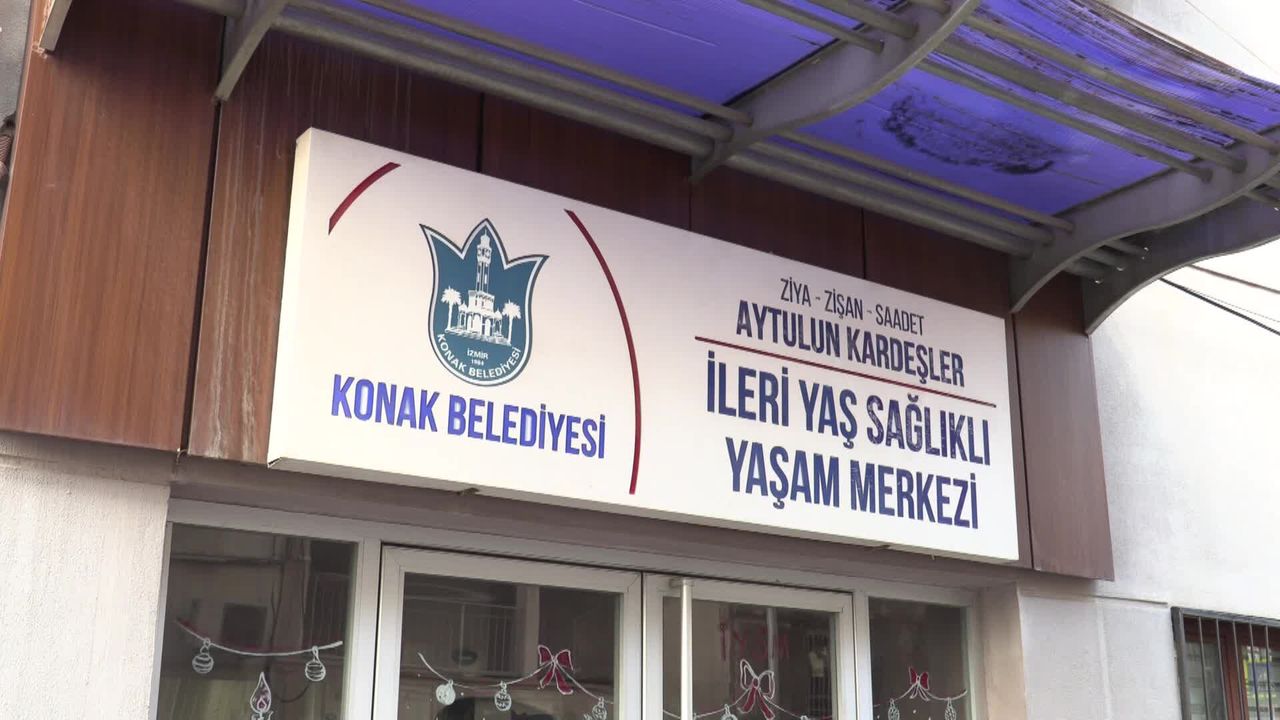 İZMİR
1984
KONAK BELEDİYESİ
KONAK BELEDİYESİ
ZİYA - ZİŞAN - SAADET
AYTULUN KARDEŞLER
İLERİ YAŞ SAĞLIKLI
YAŞAM MERKEZİ